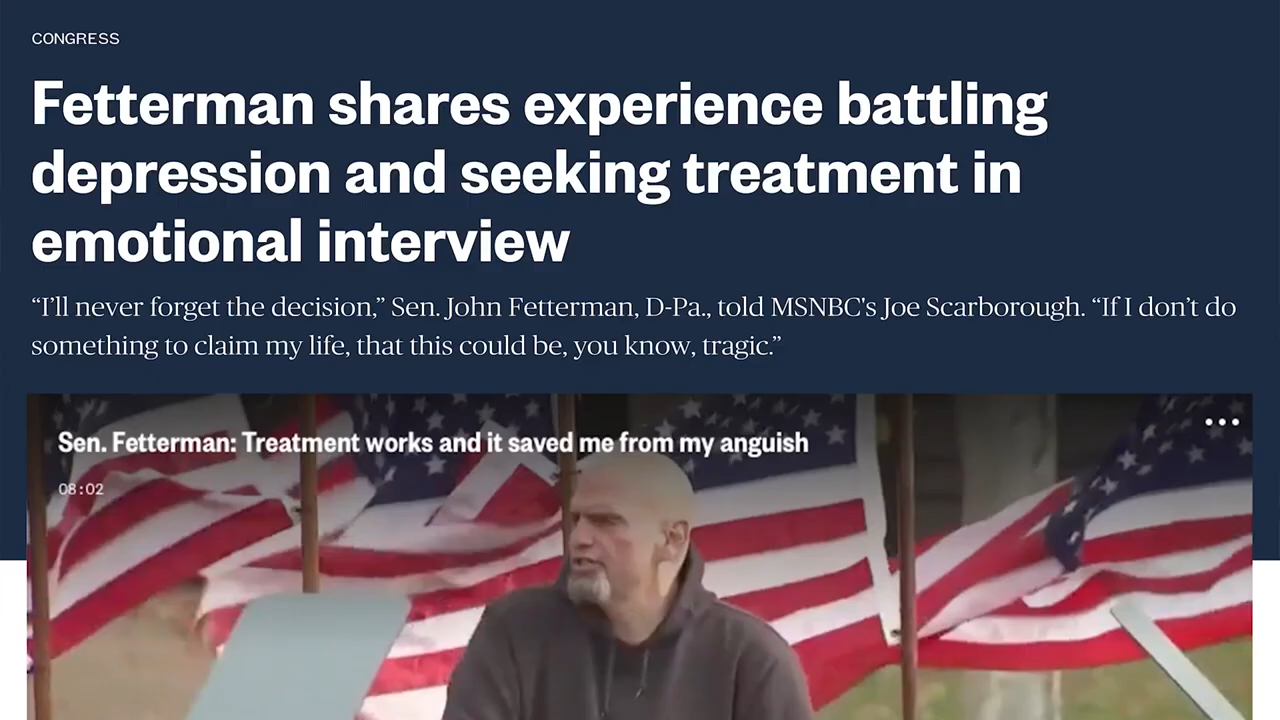 CONGRESS
Fetterman shares experience battling
depression and seeking treatment in
emotional interview
“I’ll never forget the decision,” Sen. John Fetterman, D-Pa., told MSNBC's Joe Scarborough. “If I don’t do
something to claim my life, that this could be, you know, tragic.”
Sen. Fetterman: Treatment works and it saved me from my anguish
08:02